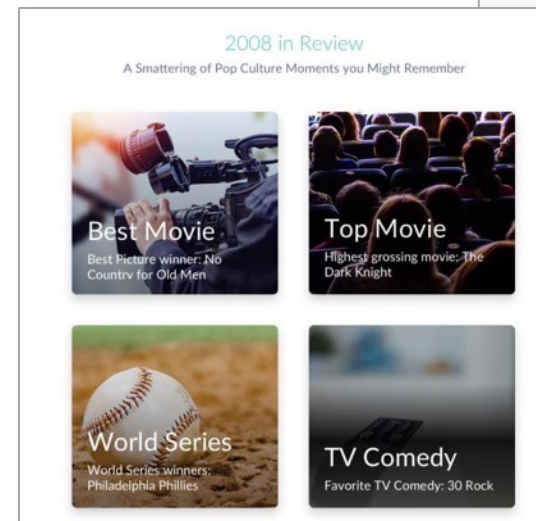 2008 in Review
A Smattering of Pop Culture Moments you Might Remember
Best Movie
Best Picture winner: No
Country for Old Men
Top Movie
Highest grossing movie: The
Dark Knight
World Series
World Series winners:
Philadelphia Phillies
TV Comedy
Favorite TV Comedy: 30 Rock